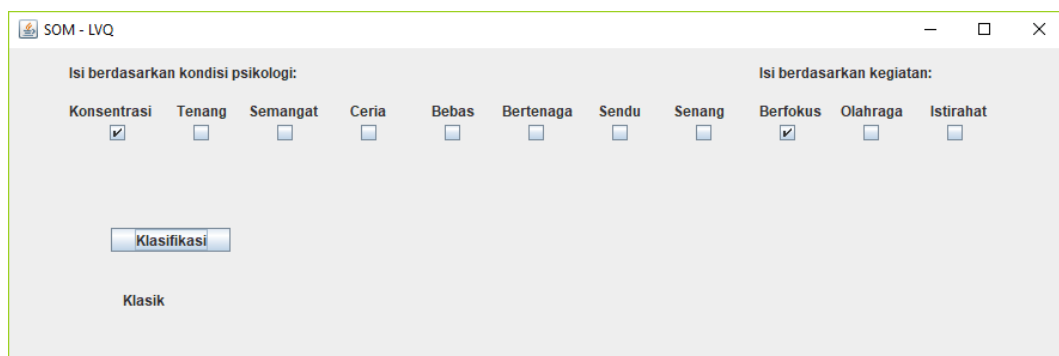 SOM - LVQ
Isi berdasarkan kondisi psikologi: Isi berdasarkan kegiatan:
Konsentrasi Tenang Semangat Ceria Bebas Bertenaga Sendu Senang Berfokus Olahraga Istirahat
Klasifikasi
Klasik